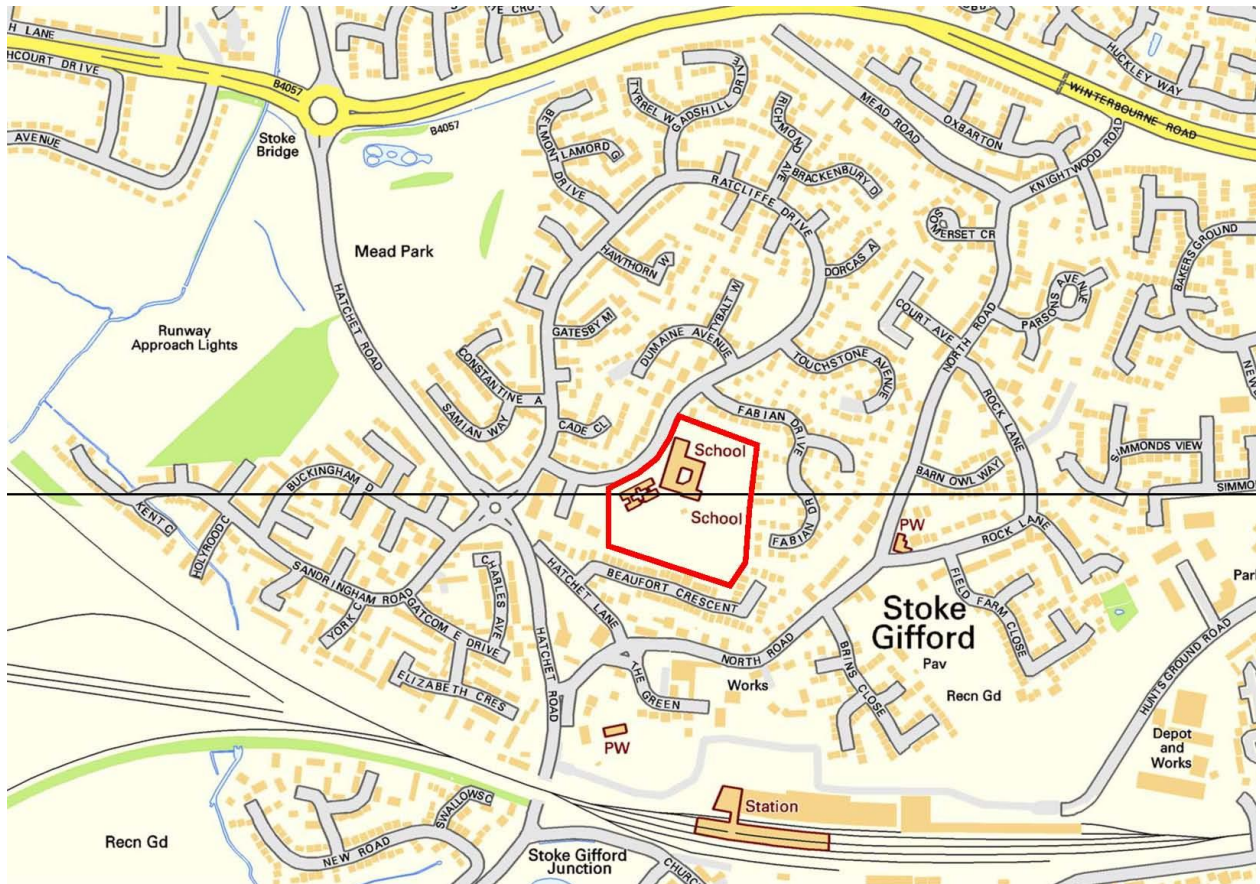 H LANE
HCOURT DRIVE
B4057
AVENUE
Stoke
Bridge
B4057
TYRREL W
GADSHILL DRIVE
RICHMOND AVE
BELMONT DRIVE
LAMORD G
BRACKENBURY D
RATCLIFFE DRIVE
MEAD ROAD
OXBARTON
HUCKLEY WAY
WINTERBOURNE ROAD
KNIGHTWOOD ROAD
SOMERSET CR
BAKERS GROUND
Mead Park
HAWTHORN W
DORCAS A
TYBALT W
PARSONS AVENUE
HATCHET ROAD
Runway
Approach Lights
GATESBY M
DUMAINE AVENUE
COURT AVE
NORTH ROAD
TOUCHSTONE AVENUE
CONSTANTINE A
SAMIAN WAY
CADE CL
FABIAN DRIVE
ROCK LANE
NEW
School
SIMMONDS VIEW
BUCKINGHAM D
BARN OWL WAY
SIMMO
School
KENT C
HOLYROOD C
FABIAN DR
PW
ROCK LANE
SANDRINGHAM ROAD
CHARLES AVE
HATCHET LANE
BEAUFORT CRESCENT
FIELD FARM CLOSE
Park
YORK C
GATCOMBE DRIVE
Stoke
Gifford
HATCHET ROAD
NORTH ROAD
BRINS CLOSE
Pav
ELIZABETH CRES
THE GREEN
Works
Recn Gd
HUNTS GROUND ROAD
PW
Depot
and
Works
Station
SWALLOWS C
NEW ROAD
Recn Gd
Stoke Gifford
Junction
CHURC